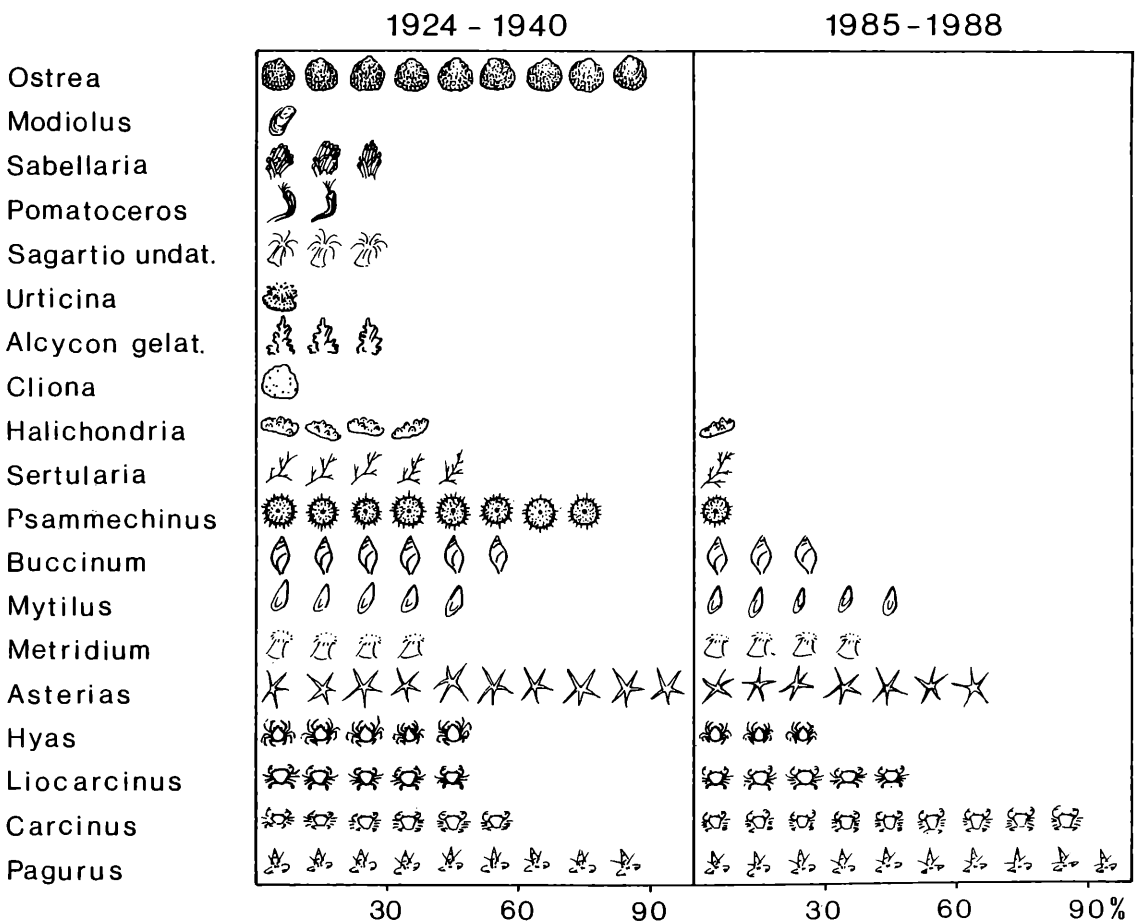 1924 - 1940 1985-1988
Ostrea
Modiolus
Sabellaria
Pomatoceros
Sagartio undat.
Urticina
Alcycon gelat.
Cliona
Halichondria
Sertularia
Psammechinus
Buccinum
Mytilus
Metridium
Asterias
Hyas
Liocarcinus
Carcinus
Pagurus
30 60 90 30 60 90%